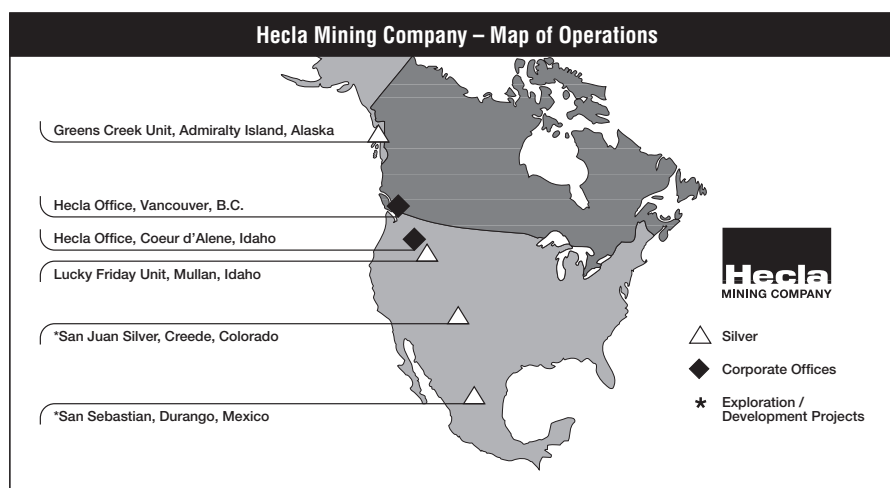 Hecla Mining Company – Map of Operations
Greens Creek Unit, Admiralty Island, Alaska
Hecla Office, Vancouver, B.C.
Hecla Office, Coeur d'Alene, Idaho
Lucky Friday Unit, Mullan, Idaho
*San Juan Silver, Creede, Colorado
*San Sebastian, Durango, Mexico
Hecla
MINING COMPANY
Silver
Corporate Offices
* Exploration /
Development Projects